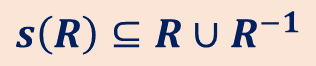 s(R) ⊆ R ∪ R⁻¹